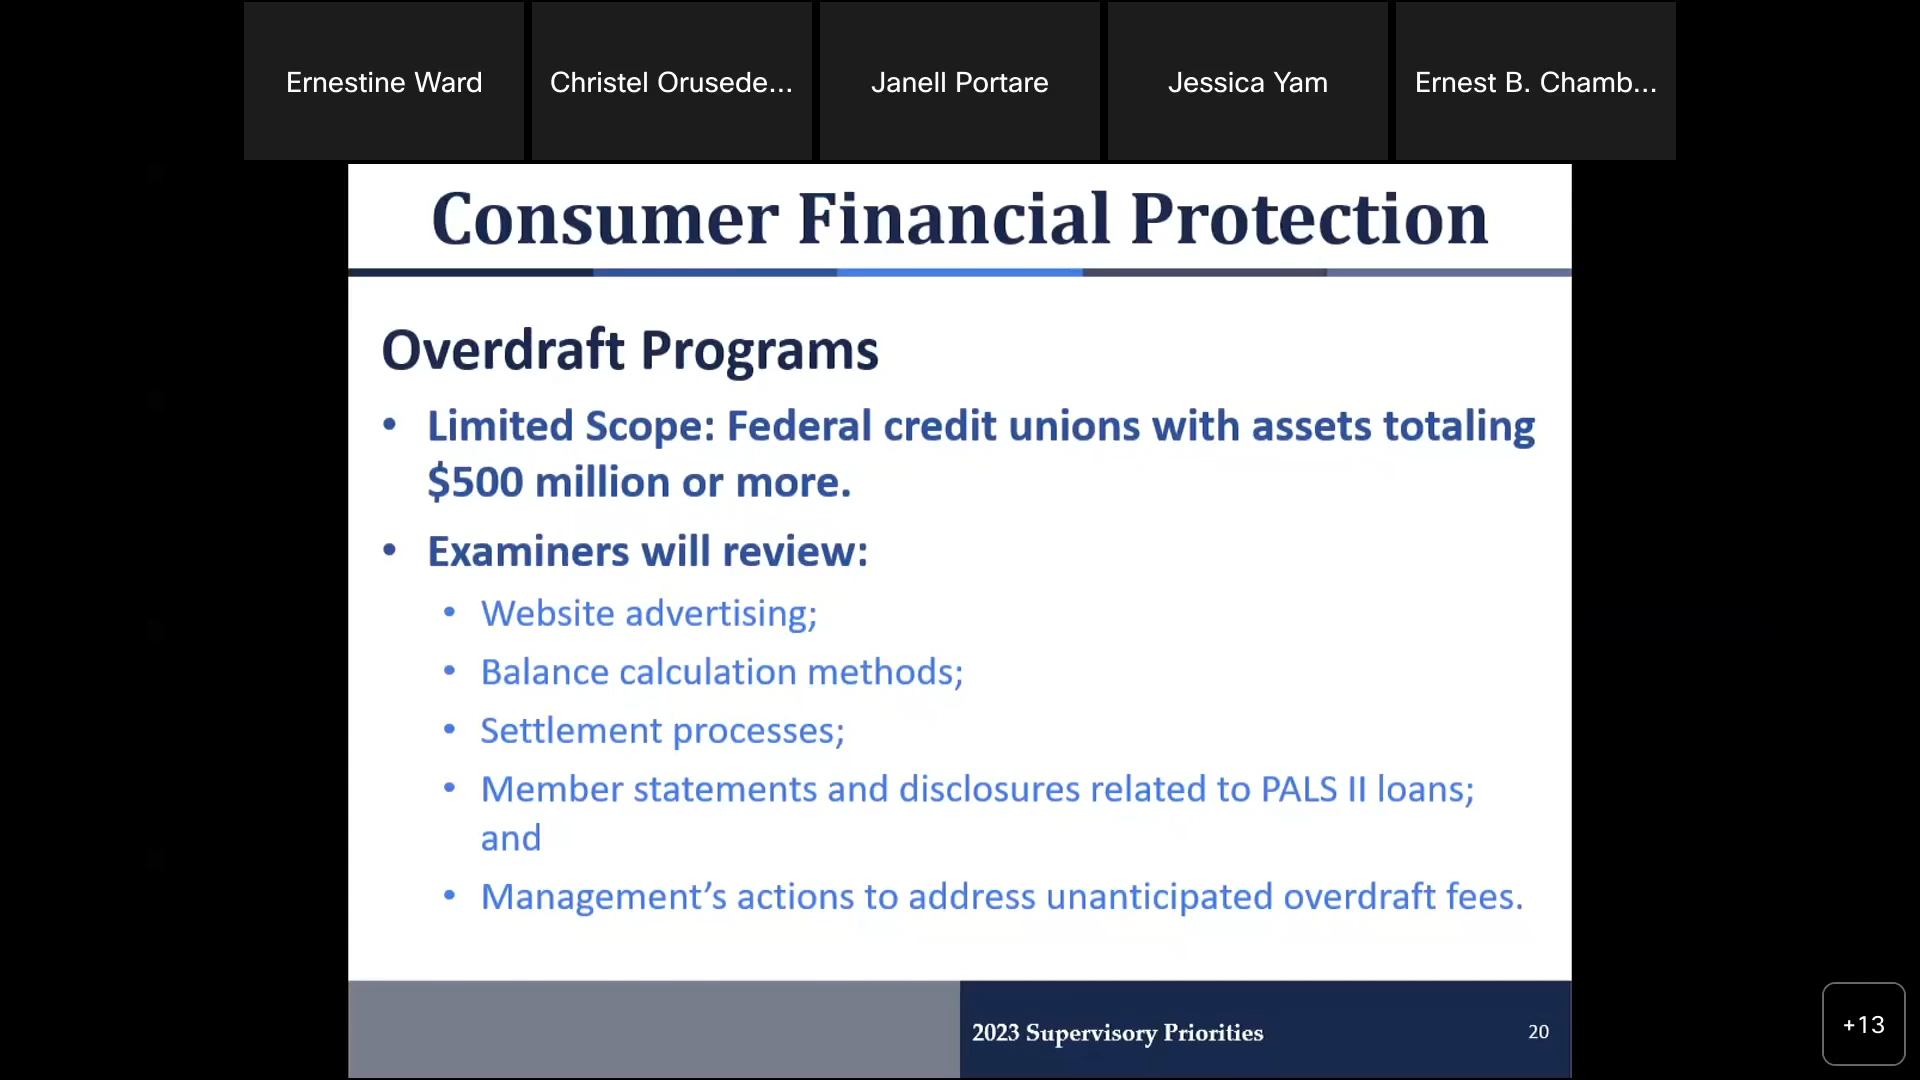 Ernestine Ward
Christel Orusede...
Janell Portare
Jessica Yam
Ernest B. Chamb...
Consumer Financial Protection
Overdraft Programs
• Limited Scope: Federal credit unions with assets totaling
$500 million or more.
• Examiners will review:
• Website advertising;
• Balance calculation methods;
• Settlement processes;
• Member statements and disclosures related to PALS II loans;
and
• Management’s actions to address unanticipated overdraft fees.
2023 Supervisory Priorities
20
+13